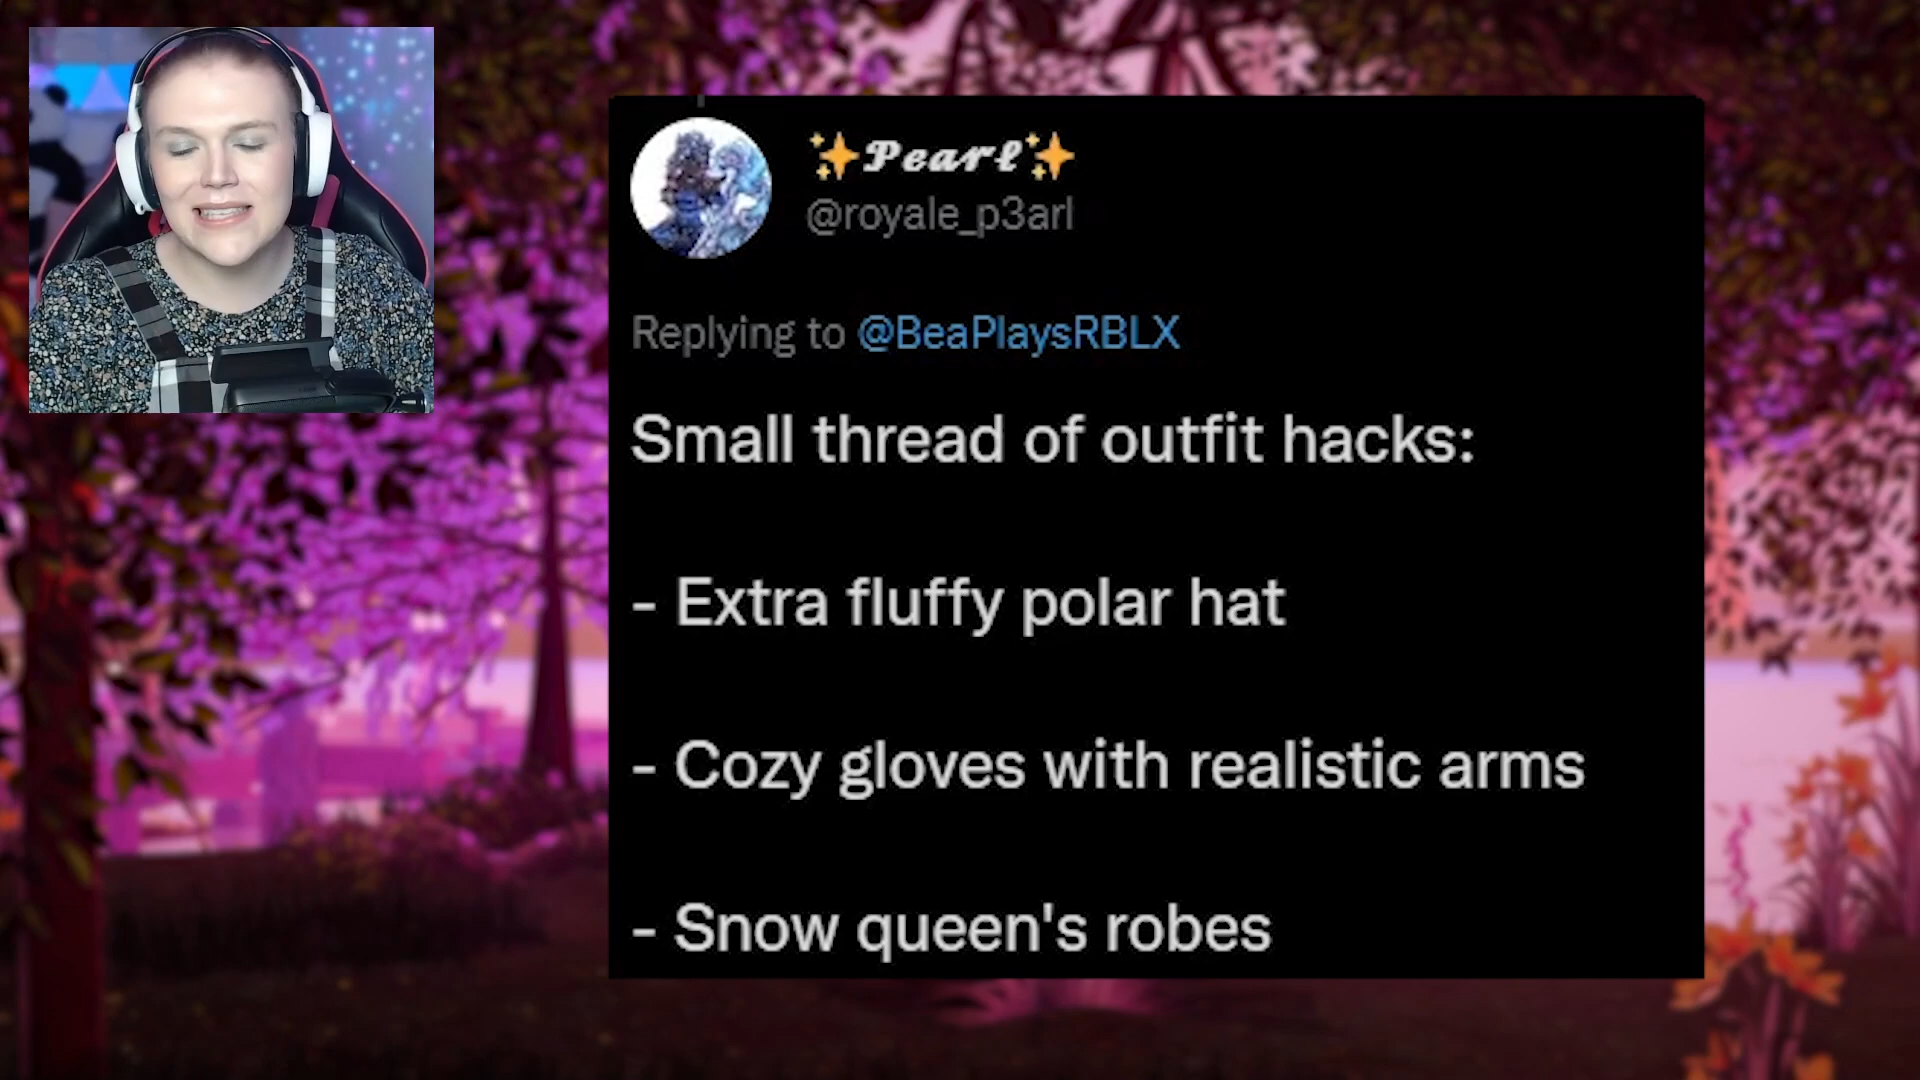 ✨𝓟𝓮𝓪𝓻𝓵✨
@royale_p3arl
Replying to @BeaPlaysRBLX
Small thread of outfit hacks:
- Extra fluffy polar hat
- Cozy gloves with realistic arms
- Snow queen's robes